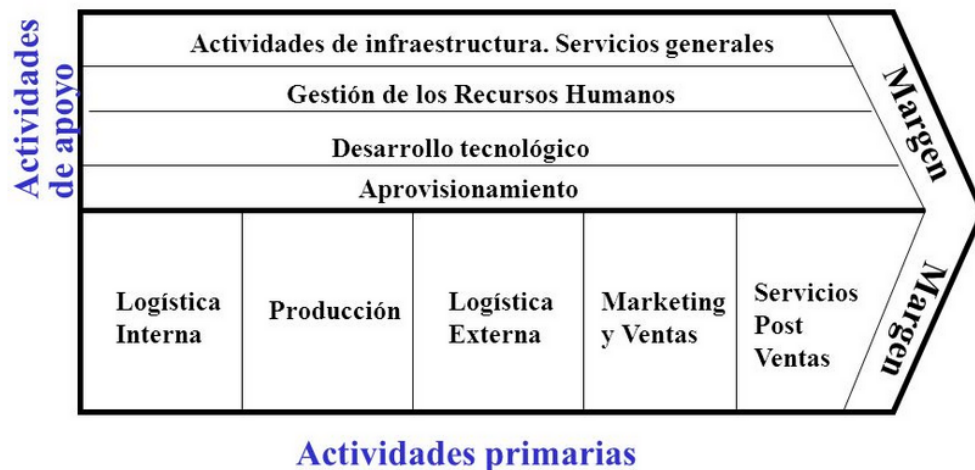 Actividades
de apoyo
Actividades de infraestructura. Servicios generales
Gestión de los Recursos Humanos
Desarrollo tecnológico
Aprovisionamiento
Margen
Logística
Interna
Producción
Logística
Externa
Marketing
y Ventas
Servicios
Post
Ventas
Margen
Actividades primarias